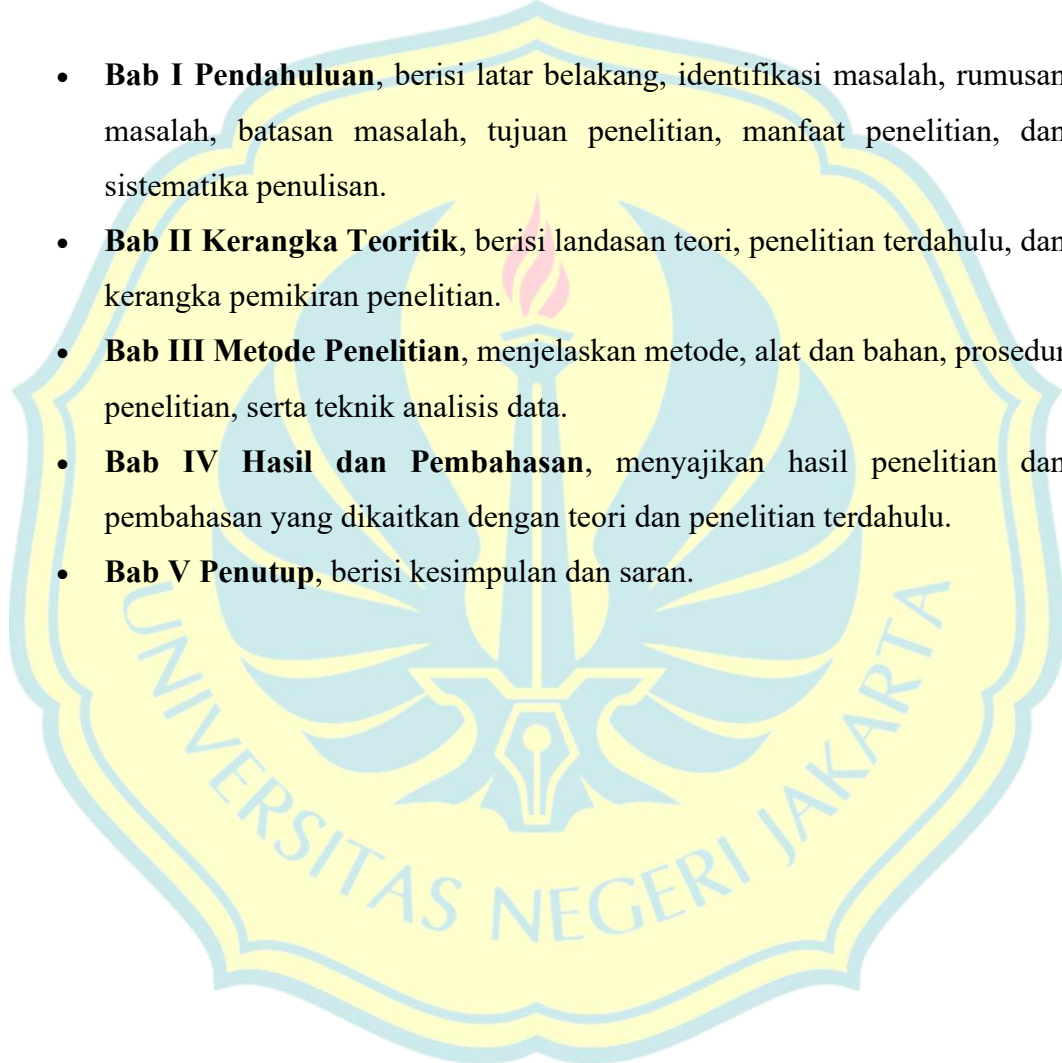 • Bab I Pendahuluan, berisi latar belakang, identifikasi masalah, rumusan
masalah, batasan masalah, tujuan penelitian, manfaat penelitian, dan
sistematika penulisan.
• Bab II Kerangka Teoritik, berisi landasan teori, penelitian terdahulu, dan
kerangka pemikiran penelitian.
• Bab III Metode Penelitian, menjelaskan metode, alat dan bahan, prosedur
penelitian, serta teknik analisis data.
• Bab IV Hasil dan Pembahasan, menyajikan hasil penelitian dan
pembahasan yang dikaitkan dengan teori dan penelitian terdahulu.
• Bab V Penutup, berisi kesimpulan dan saran.
UNIVERSITAS NEGERI JAKARTA